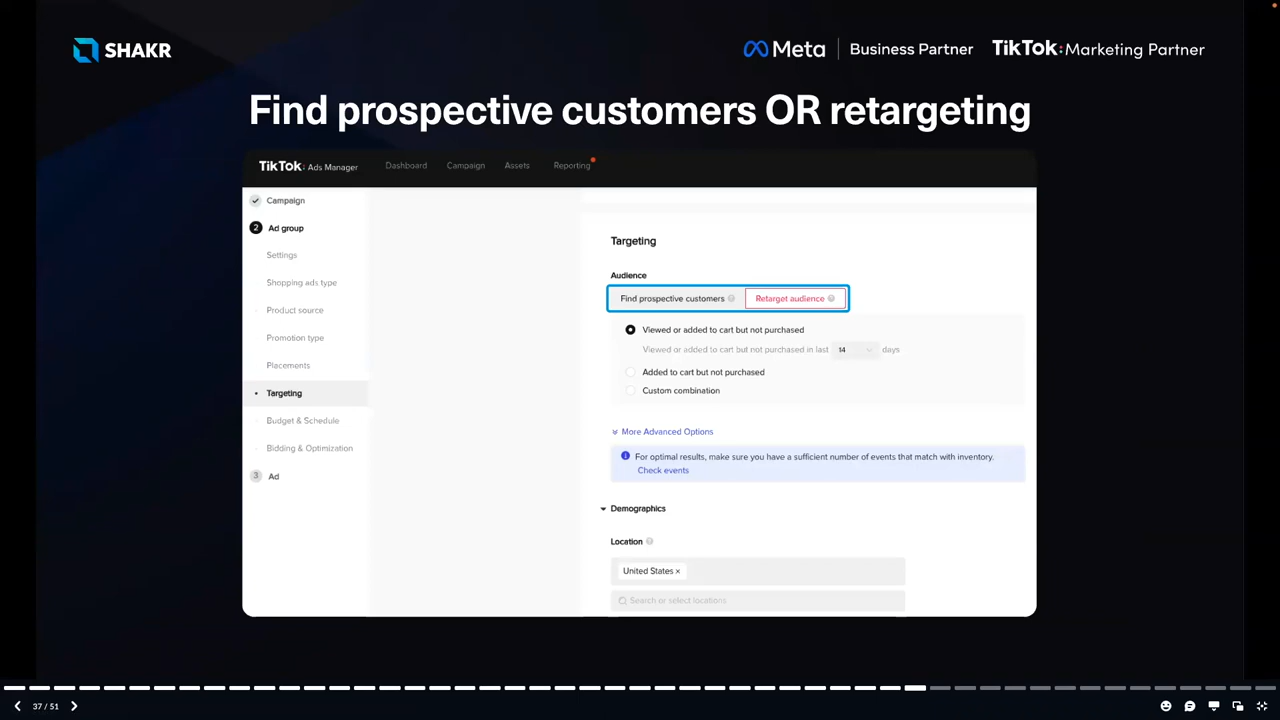 SHAKR
Meta | Business Partner
TikTok: Marketing Partner
Find prospective customers OR retargeting
TikTok: Ads Manager
Dashboard
Campaign
Assets
Reporting
Campaign
2 Ad group
Settings
Shopping ads type
Product source
Promotion type
Placements
Targeting
Budget & Schedule
Bidding & Optimization
3 Ad
Targeting
Audience
Find prospective customers ?
Retarget audience ?
Viewed or added to cart but not purchased
Viewed or added to cart but not purchased in last 14 days
Added to cart but not purchased
Custom combination
More Advanced Options
For optimal results, make sure you have a sufficient number of events that match with inventory.
Check events
Demographics
Location ?
United States ×
Search or select locations
37 / 51